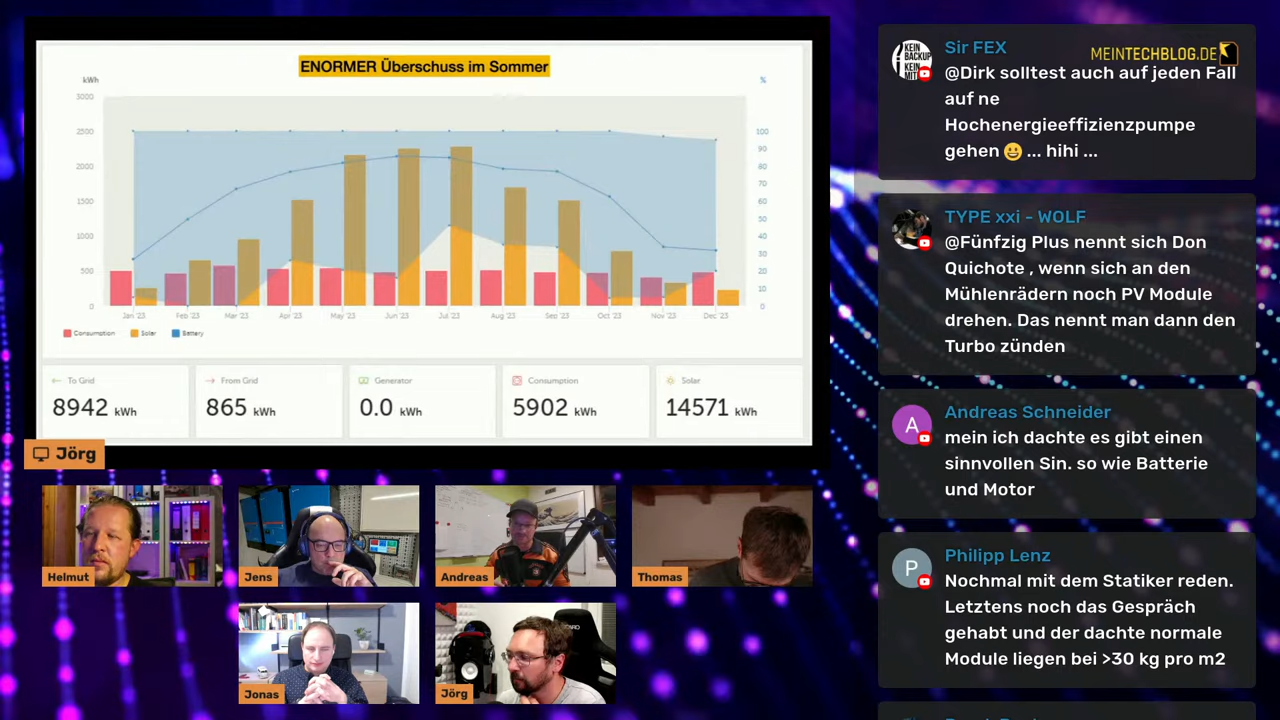 ENORMER Überschuss im Sommer
kWh
%
3000
2500
2000
1500
1000
500
0
100
90
80
70
60
50
40
30
20
10
0
Jan '23
Feb '23
Mar '23
Apr '23
May '23
Jun '23
Jul '23
Aug '23
Sep '23
Oct '23
Nov '23
Dec '23
Consumption
Solar
Battery
To Grid
8942 kWh
From Grid
865 kWh
Generator
0.0 kWh
Consumption
5902 kWh
Solar
14571 kWh
Jörg
Helmut
Jens
Andreas
Thomas
Jonas
Jörg
MEINTECHBLOG.DE
KEIN
BACKUP
KEIN
Sir FEX
@Dirk solltest auch auf jeden Fall
auf ne
Hochenergieeffizienzpumpe
gehen 😀 ... hihi ...
TYPE xxi - WOLF
@Fünfzig Plus nennt sich Don
Quichote , wenn sich an den
Mühlenrädern noch PV Module
drehen. Das nennt man dann den
Turbo zünden
A
Andreas Schneider
mein ich dachte es gibt einen
sinnvollen Sin. so wie Batterie
und Motor
P
Philipp Lenz
Nochmal mit dem Statiker reden.
Letztens noch das Gespräch
gehabt und der dachte normale
Module liegen bei >30 kg pro m2